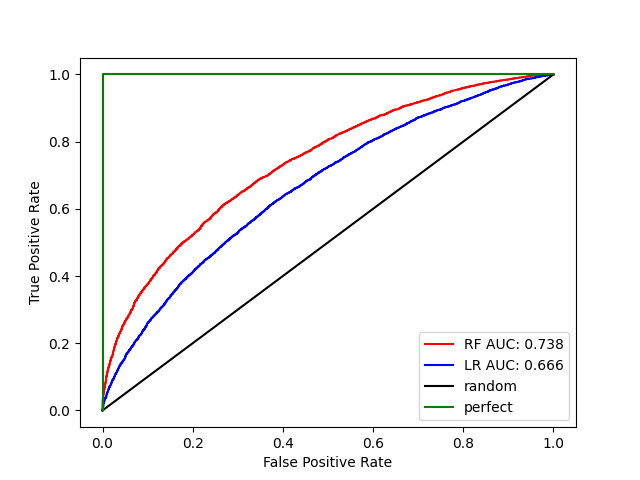 1.0
0.8
0.6
0.4
0.2
0.0
True Positive Rate
RF AUC: 0.738
LR AUC: 0.666
random
perfect
0.0 0.2 0.4 0.6 0.8 1.0
False Positive Rate